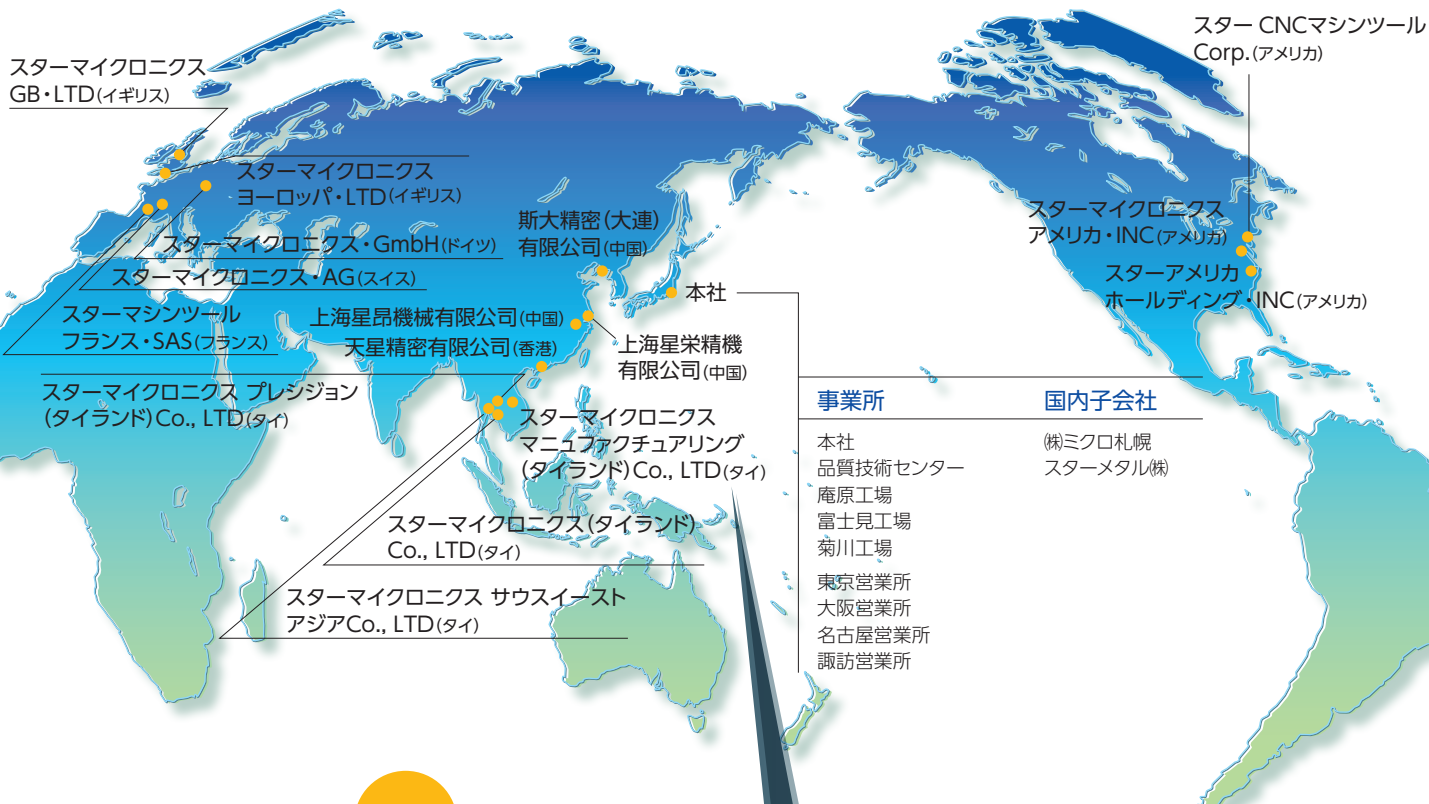 スター CNCマシンツール
Corp.(アメリカ)
スターマイクロニクス
GB・LTD(イギリス)
スターマイクロニクス
ヨーロッパ・LTD(イギリス)
スターマイクロニクス・GmbH(ドイツ)
スターマイクロニクス・AG(スイス)
スターマシンツール
フランス・SAS(フランス)
斯大精密(大連)
有限公司(中国)
本社
上海星昂機械有限公司(中国)
天星精密有限公司(香港)
上海星栄精機
有限公司(中国)
スターマイクロニクス プレシジョン
(タイランド)Co., LTD(タイ)
スターマイクロニクス
マニュファクチュアリング
(タイランド)Co., LTD(タイ)
スターマイクロニクス(タイランド)
Co., LTD(タイ)
スターマイクロニクス サウスイースト
アジアCo., LTD(タイ)
スターマイクロニクス
アメリカ・INC(アメリカ)
スターアメリカ
ホールディング・INC(アメリカ)
事業所
本社
品質技術センター
庵原工場
富士見工場
菊川工場
東京営業所
大阪営業所
名古屋営業所
諏訪営業所
国内子会社
㈱ミクロ札幌
スターメタル㈱